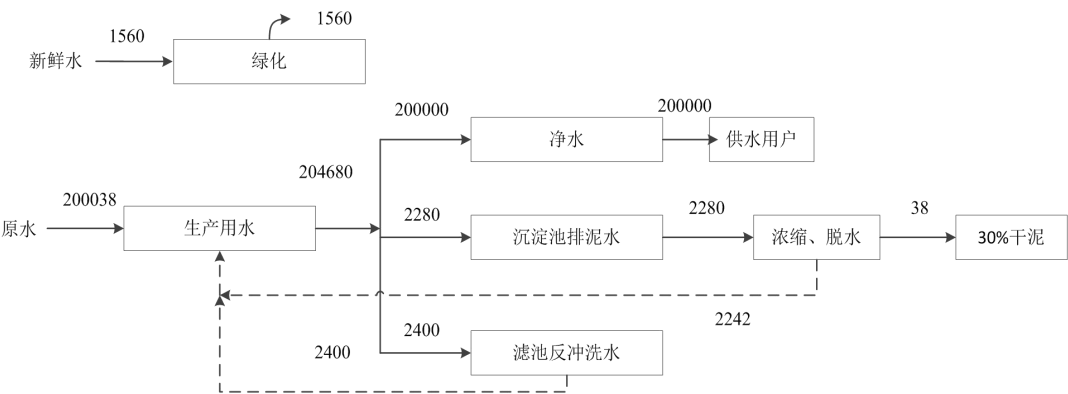 1560
1560
新鲜水
绿化
200000
200000
净水
供水用户
204680
200038
2280
2280
38
原水
生产用水
沉淀池排泥水
浓缩、脱水
30%干泥
2242
2400
2400
滤池反冲洗水